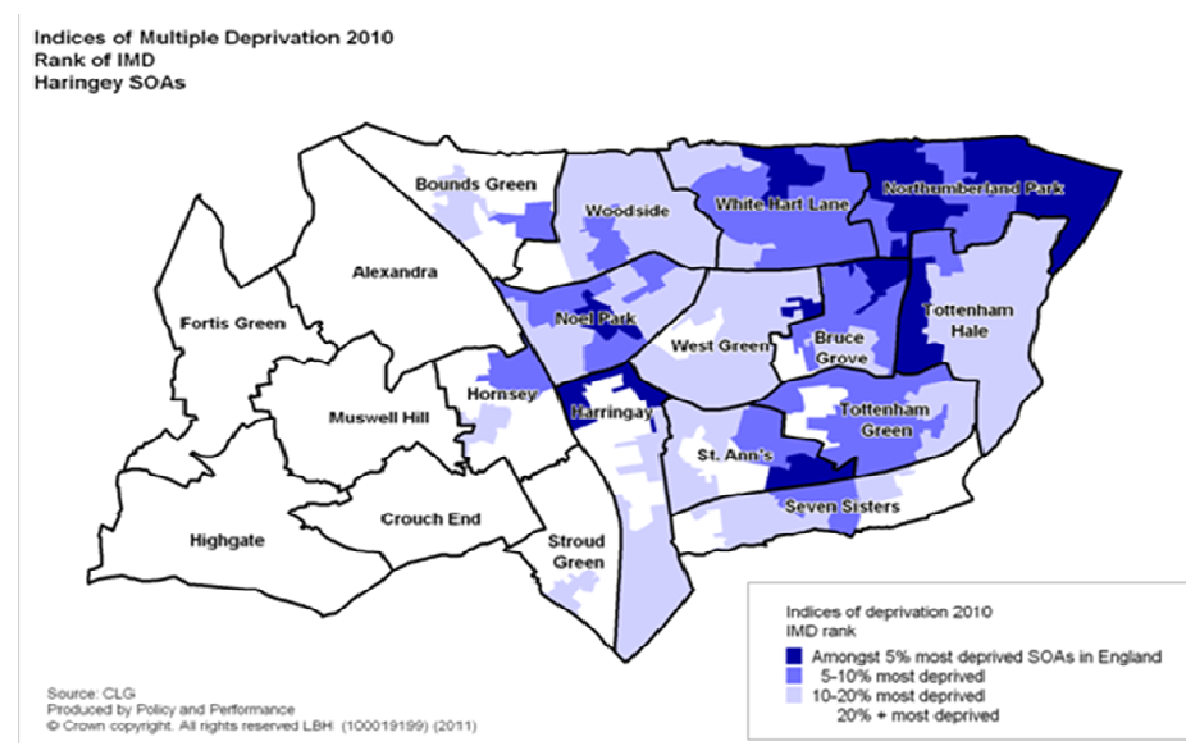 Indices of Multiple Deprivation 2010
Rank of IMD
Haringey SOAs
Bounds Green
Woodside
White Hart Lane
Northumberland Park
Alexandra
Fortis Green
Noel Park
West Green
Bruce
Grove
Tottenham
Hale
Muswell Hill
Hornsey
Harringay
Tottenham
Green
St. Ann's
Seven Sisters
Highgate
Crouch End
Stroud
Green
Indices of deprivation 2010
IMD rank
Amongst 5% most deprived SOAs in England
5-10% most deprived
10-20% most deprived
20% + most deprived
Source: CLG
Produced by Policy and Performance
© Crown copyright. All rights reserved LBH (100019199) (2011)